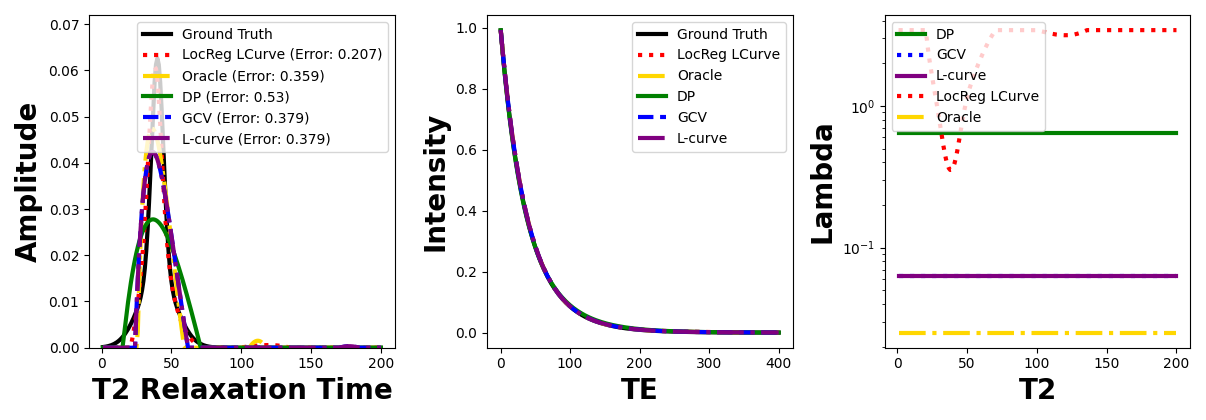 0.07
0.06
0.05
0.04
0.03
0.02
0.01
0.00
Amplitude
Ground Truth
LocReg LCurve (Error: 0.207)
Oracle (Error: 0.359)
DP (Error: 0.53)
GCV (Error: 0.379)
L-curve (Error: 0.379)
0 50 100 150 200
T2 Relaxation Time
1.0
0.8
0.6
0.4
0.2
0.0
Intensity
Ground Truth
LocReg LCurve
Oracle
DP
GCV
L-curve
0 100 200 300 400
TE
10⁰
10⁻¹
Lambda
DP
GCV
L-curve
LocReg LCurve
Oracle
0 50 100 150 200
T2